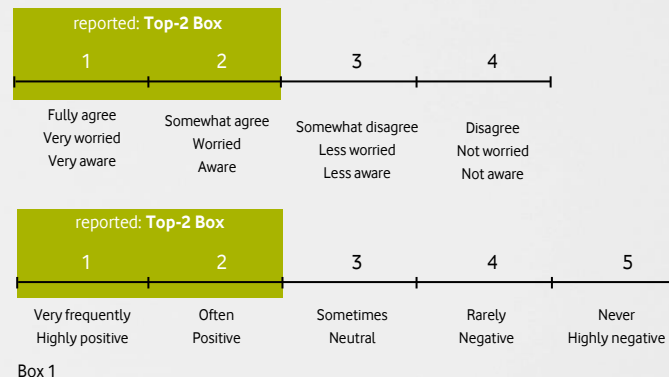 reported: Top-2 Box
1 2 3 4
Fully agree Somewhat agree Somewhat disagree Disagree
Very worried Worried Less worried Not worried
Very aware Aware Less aware Not aware
reported: Top-2 Box
1 2 3 4 5
Very frequently Often Sometimes Rarely Never
Highly positive Positive Neutral Negative Highly negative
Box 1